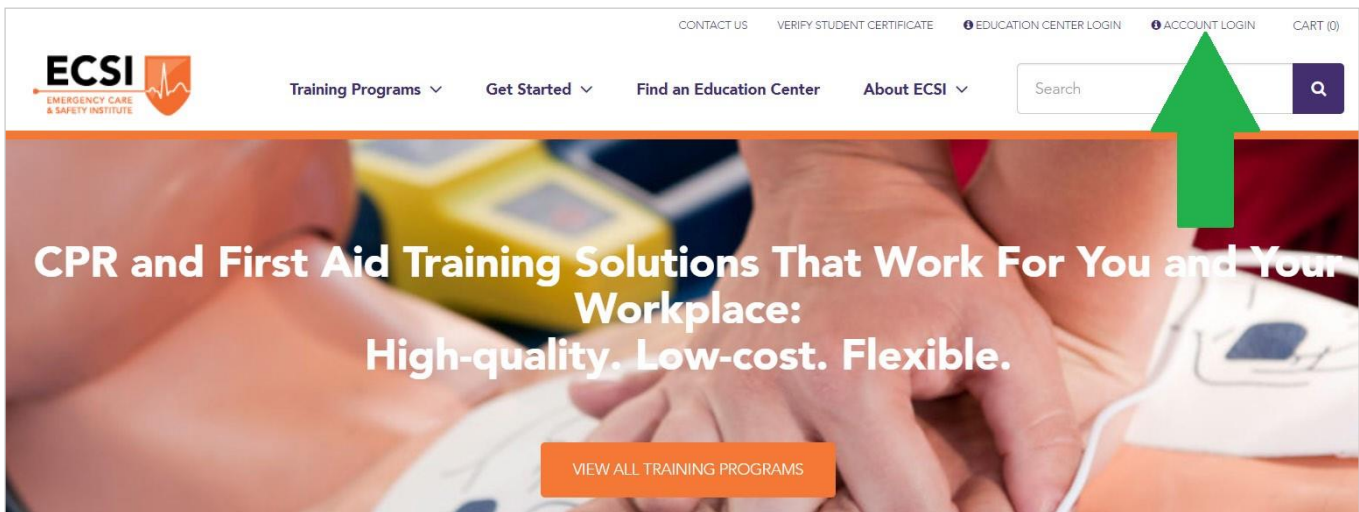 CONTACT US VERIFY STUDENT CERTIFICATE EDUCATION CENTER LOGIN ACCOUNT LOGIN CART (0)
ECSI
EMERGENCY CARE
& SAFETY INSTITUTE
Training Programs Get Started Find an Education Center About ECSI Search
CPR and First Aid Training Solutions That Work For You and Your
Workplace:
High-quality. Low-cost. Flexible.
VIEW ALL TRAINING PROGRAMS